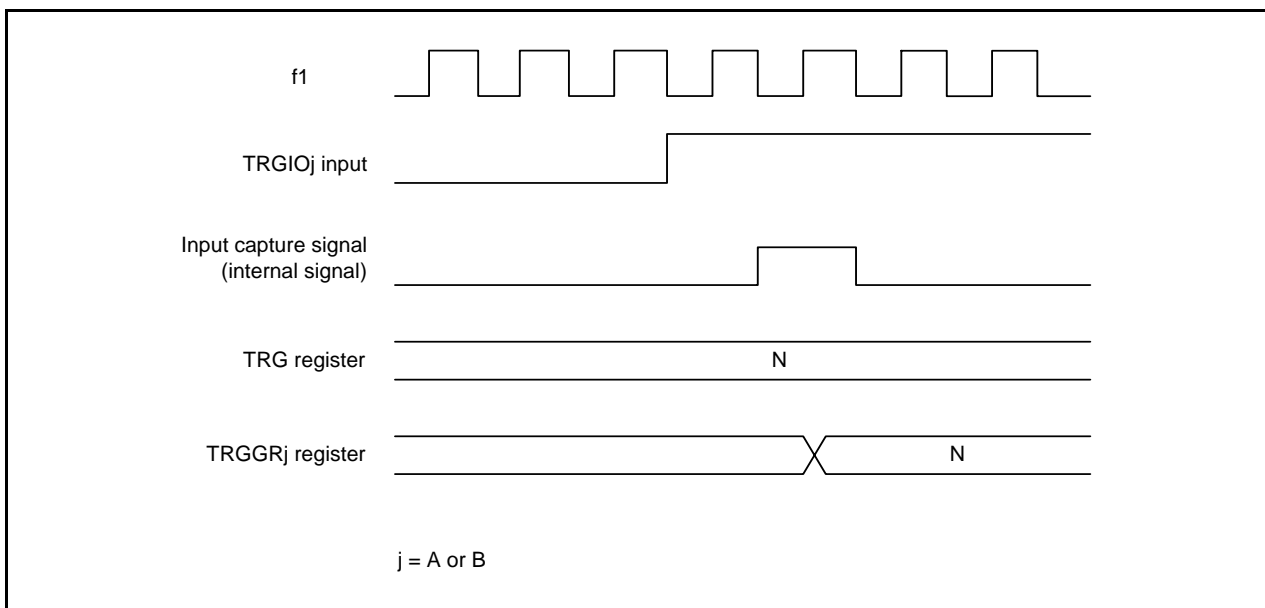 f1
TRGIOj input
Input capture signal
(internal signal)
TRG register
N
TRGGRj register
N
j = A or B